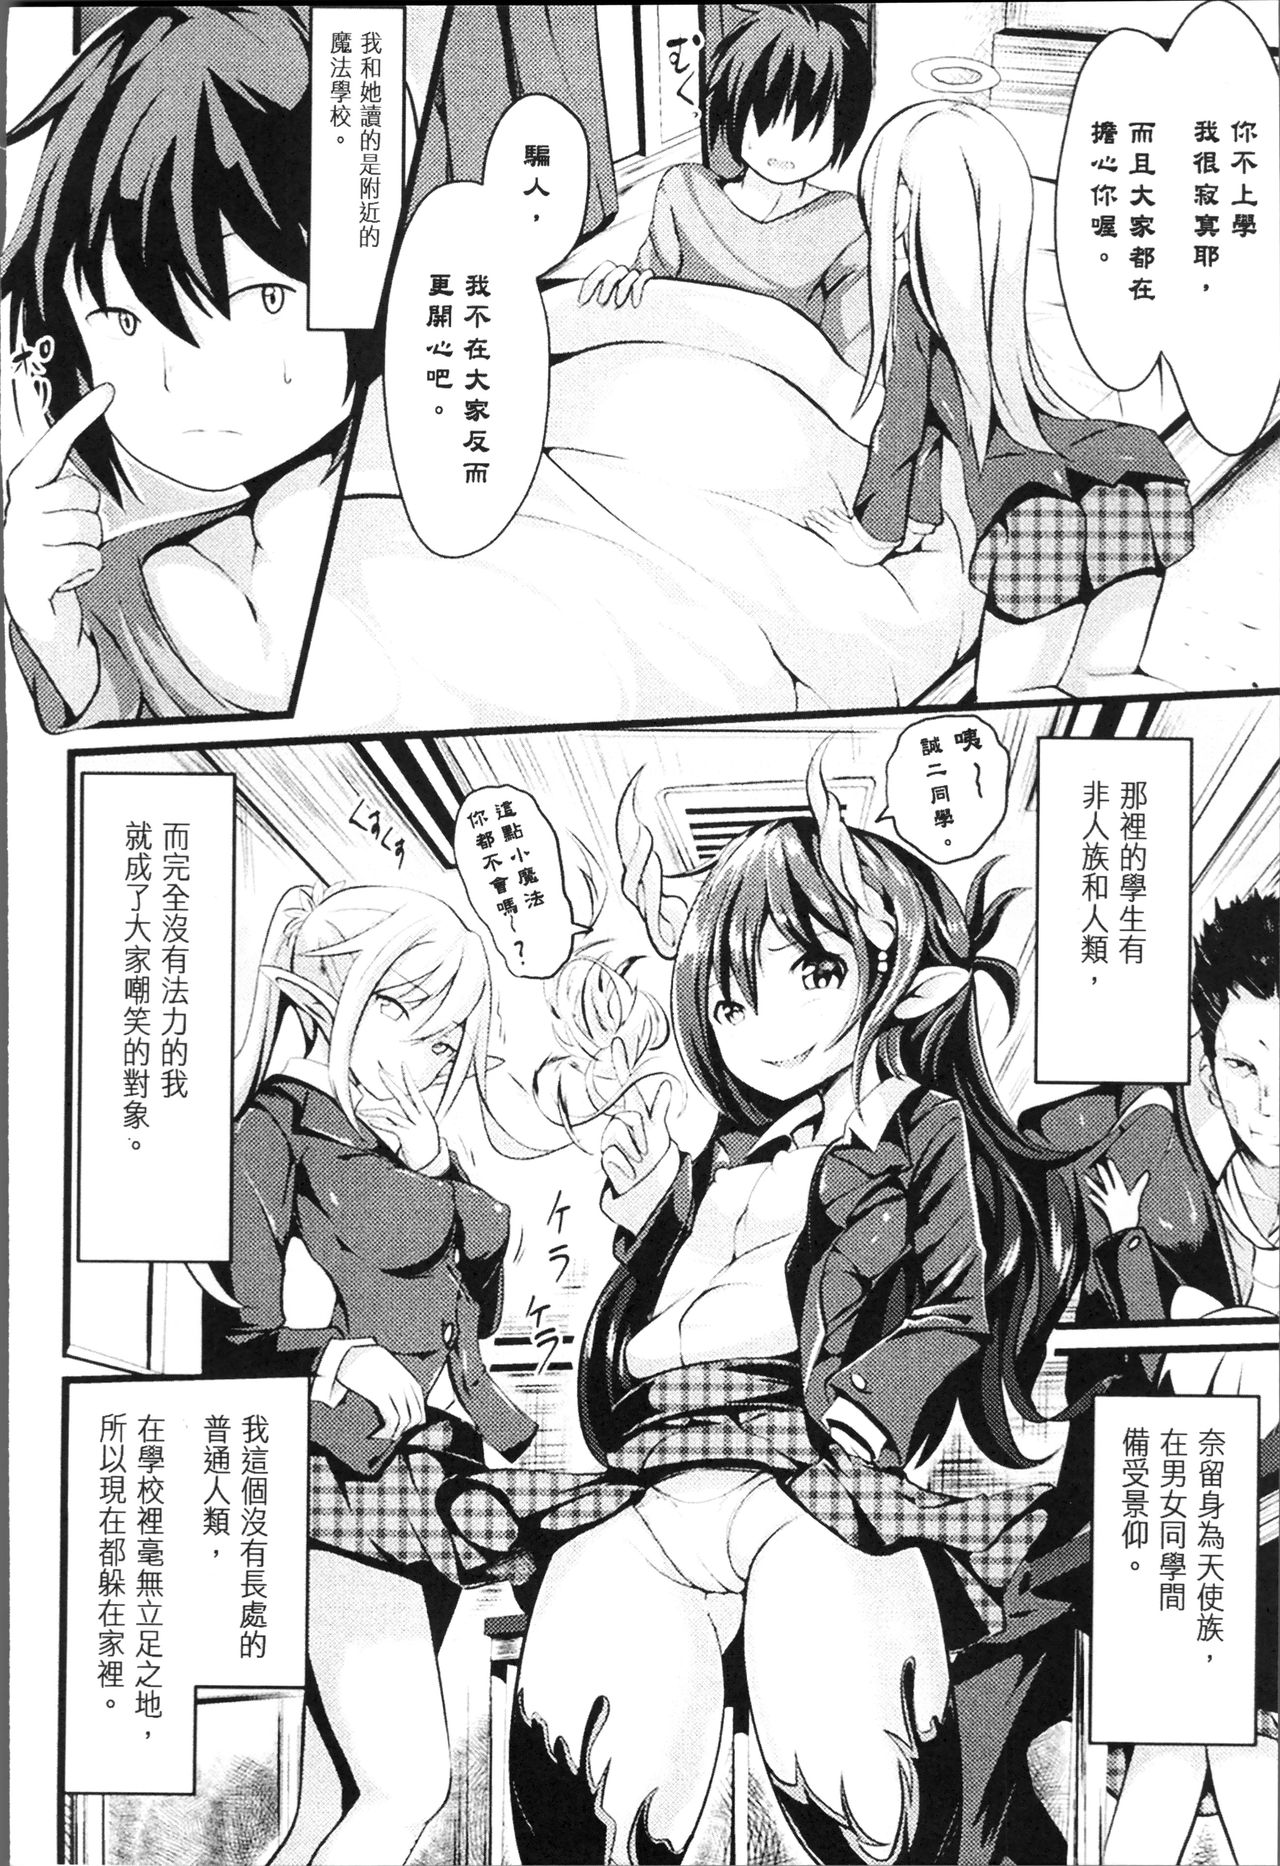 你不上學
我很寂寞耶，
而且大家都在
擔心你喔。
むくっ
騙人，
我不在大家反而
更開心吧。
我和她讀的是附近的
魔法學校。
ポリ
那裡的學生有
非人族和人類，
咦～
誠二同學。
這點小魔法
你都不會嗎～？
くすくす
ケラ
ケラ
而完全沒有法力的我
就成了大家嘲笑的對象。
奈留身為天使族，
在男女同學間
備受景仰。
我這個沒有長處的
普通人類，
在學校裡毫無立足之地，
所以現在都躲在家裡。